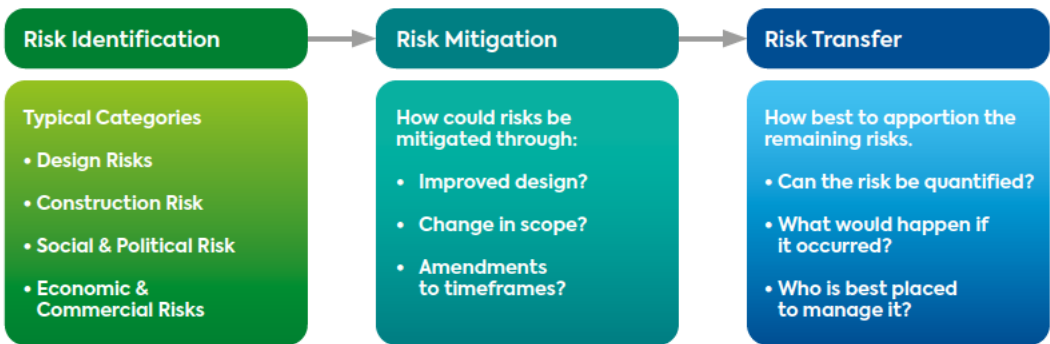 Risk Identification
Risk Mitigation
Risk Transfer
Typical Categories
• Design Risks
• Construction Risk
• Social & Political Risk
• Economic &
Commercial Risks
How could risks be
mitigated through:
• Improved design?
• Change in scope?
• Amendments
to timeframes?
How best to apportion the
remaining risks.
• Can the risk be quantified?
• What would happen if
it occurred?
• Who is best placed
to manage it?